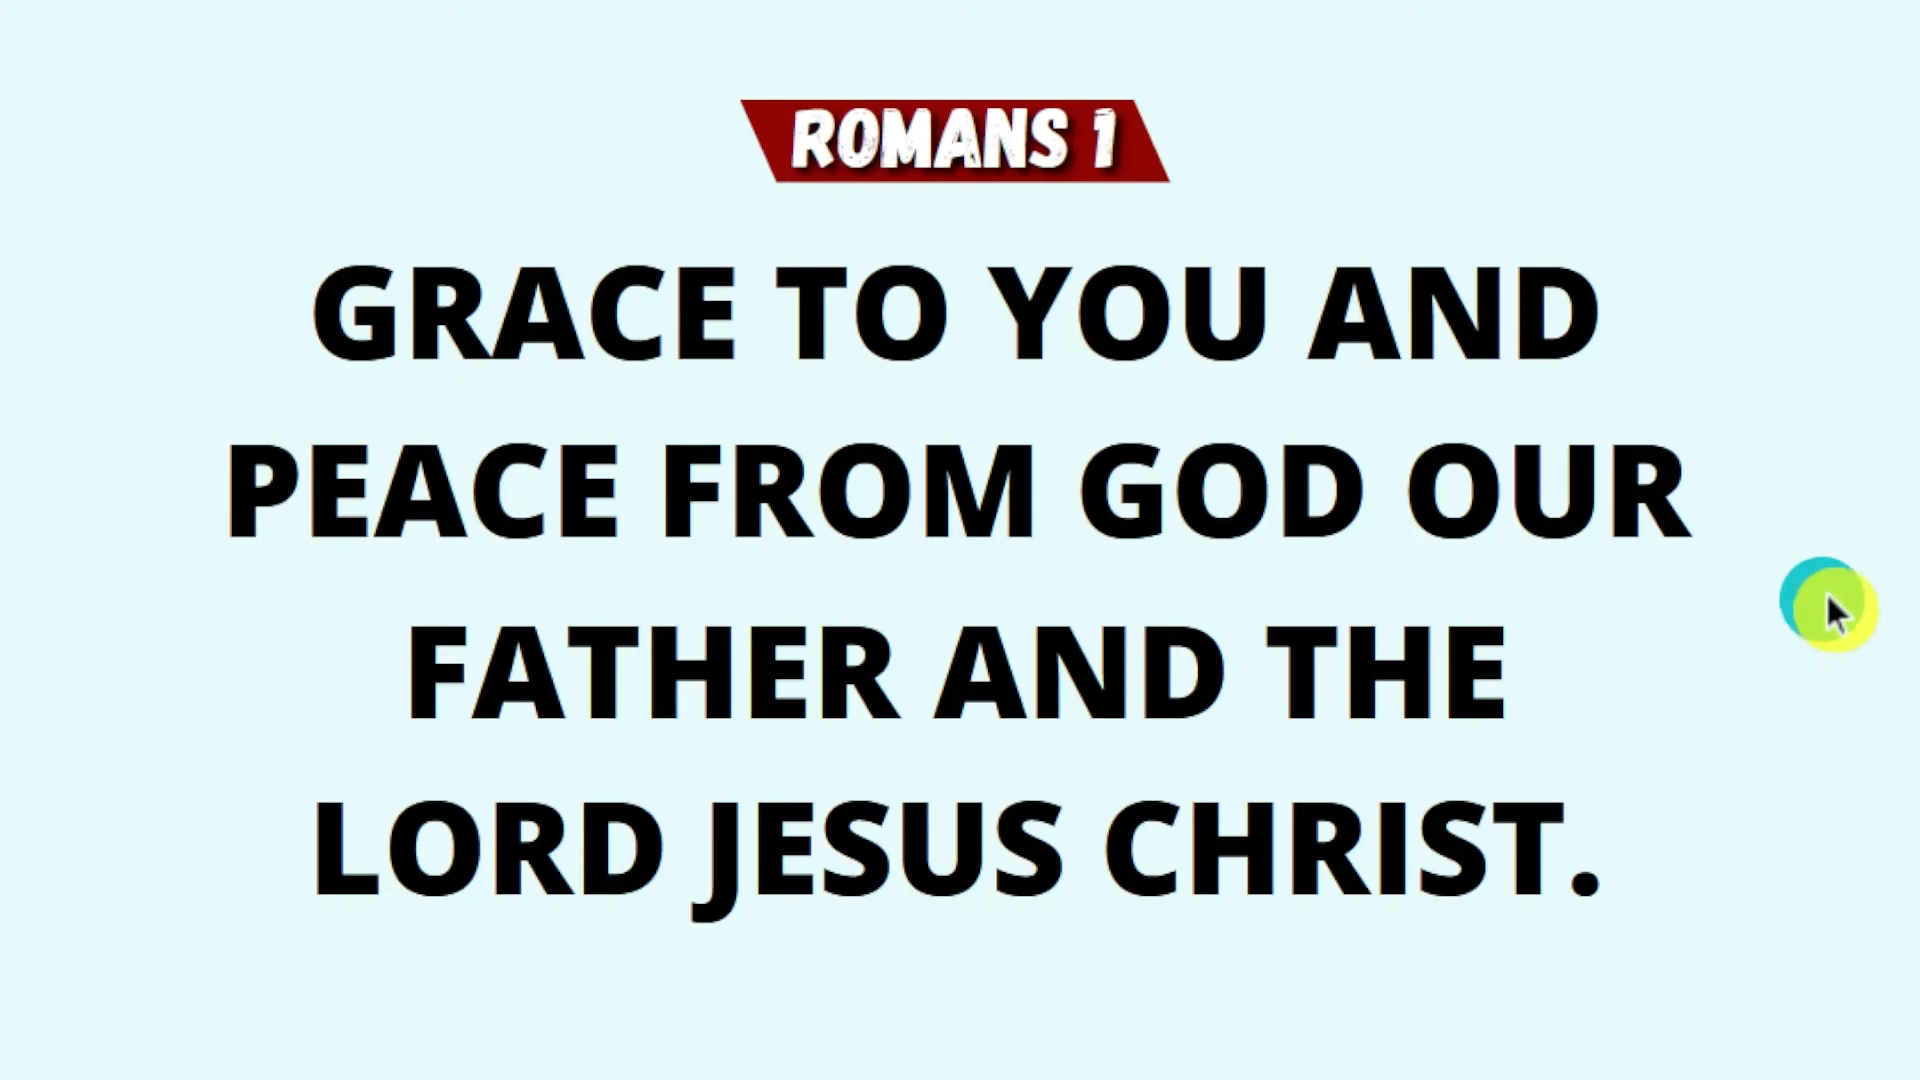 ROMANS 1
GRACE TO YOU AND
PEACE FROM GOD OUR
FATHER AND THE
LORD JESUS CHRIST.